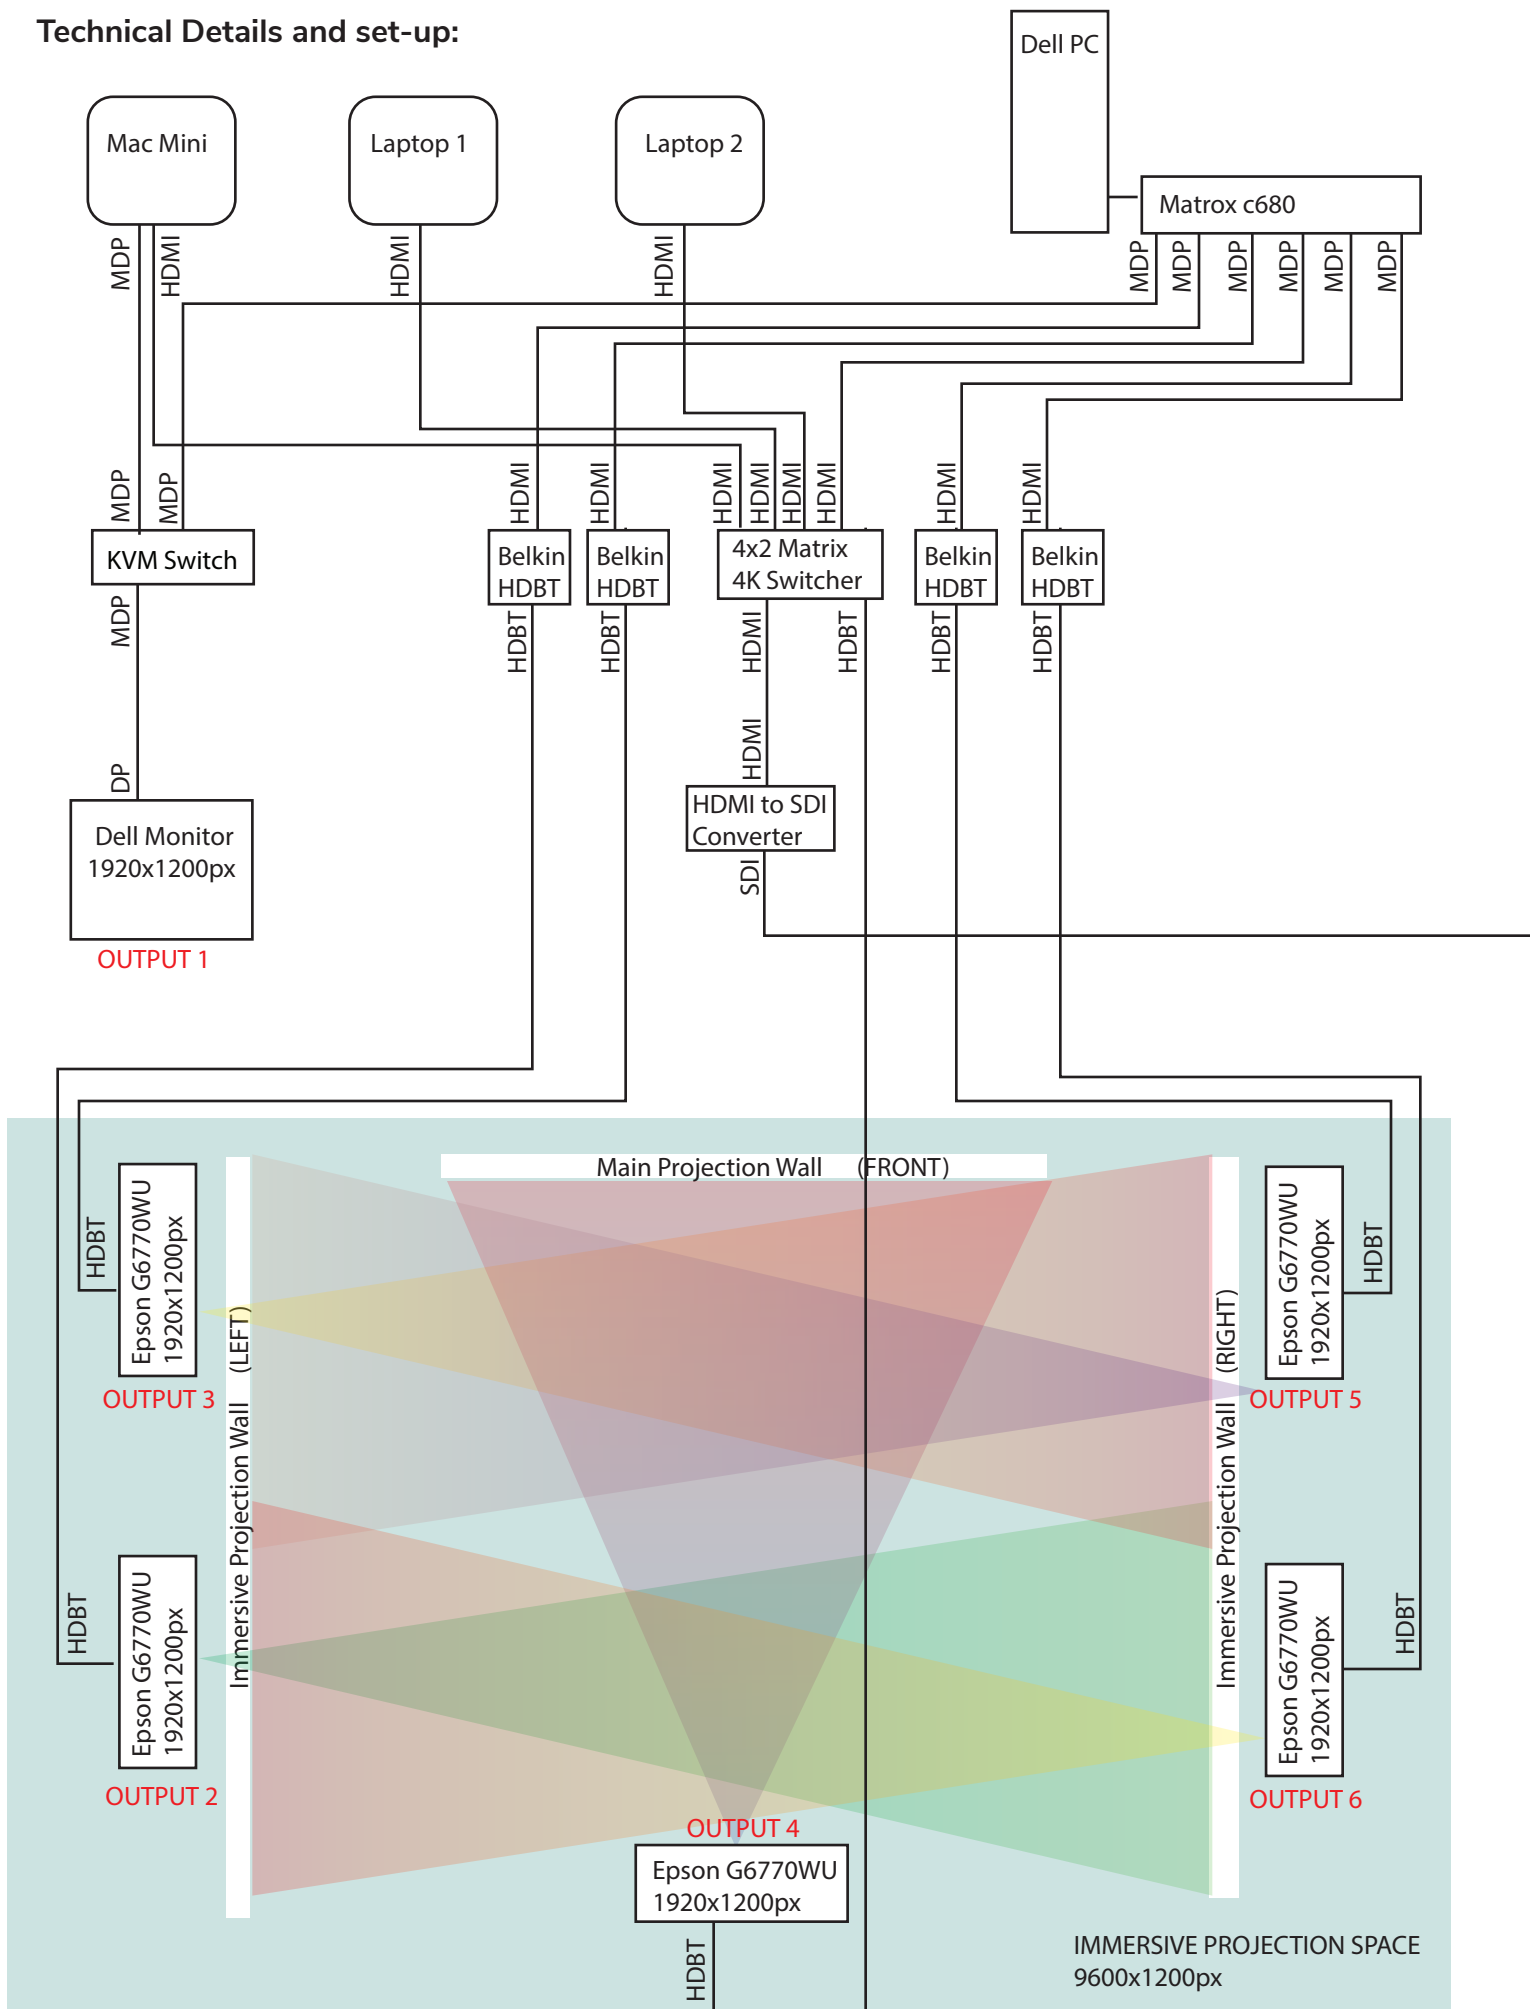 Technical Details and set-up:
Dell PC
Mac Mini
Laptop 1
Laptop 2
Matrox c680
MDP
HDMI
HDMI
HDMI
MDP
MDP
MDP
MDP
MDP
MDP
MDP
MDP
HDMI
HDMI
HDMI
HDMI
HDMI
HDMI
HDMI
HDMI
KVM Switch
Belkin
HDBT
Belkin
HDBT
4x2 Matrix
4K Switcher
Belkin
HDBT
Belkin
HDBT
MDP
HDBT
HDBT
HDMI
HDBT
HDBT
HDBT
DP
HDMI
Dell Monitor
1920x1200px
OUTPUT 1
HDMI to SDI
Converter
SDI
Main Projection Wall (FRONT)
HDBT
Epson G6770WU
1920x1200px
OUTPUT 3
Immersive Projection Wall (LEFT)
Immersive Projection Wall (RIGHT)
Epson G6770WU
1920x1200px
HDBT
OUTPUT 5
HDBT
Epson G6770WU
1920x1200px
OUTPUT 2
Epson G6770WU
1920x1200px
HDBT
OUTPUT 6
OUTPUT 4
Epson G6770WU
1920x1200px
HDBT
IMMERSIVE PROJECTION SPACE
9600x1200px